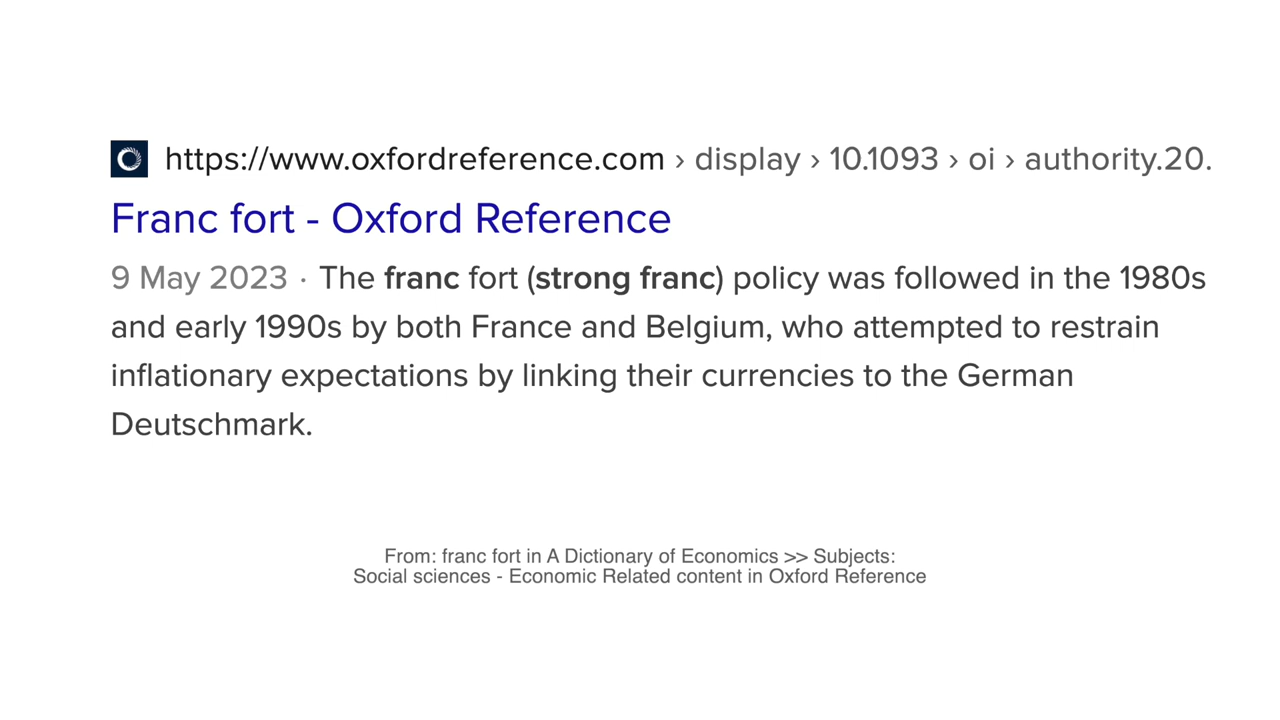 https://www.oxfordreference.com › display › 10.1093 › oi › authority.20.
Franc fort - Oxford Reference
9 May 2023 · The franc fort (strong franc) policy was followed in the 1980s
and early 1990s by both France and Belgium, who attempted to restrain
inflationary expectations by linking their currencies to the German
Deutschmark.
From: franc fort in A Dictionary of Economics >> Subjects:
Social sciences - Economic Related content in Oxford Reference